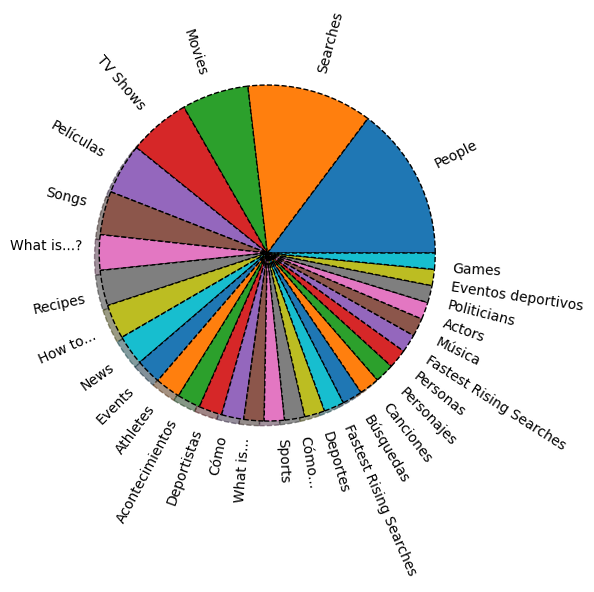 People
Searches
Movies
TV Shows
Películas
Songs
What is...?
Recipes
How to...
News
Events
Athletes
Acontecimientos
Deportistas
Cómo
What is...
Sports
Cómo...
Deportes
Fastest Rising Searches
Búsquedas
Canciones
Personajes
Personas
Fastest Rising Searches
Música
Actors
Politicians
Eventos deportivos
Games